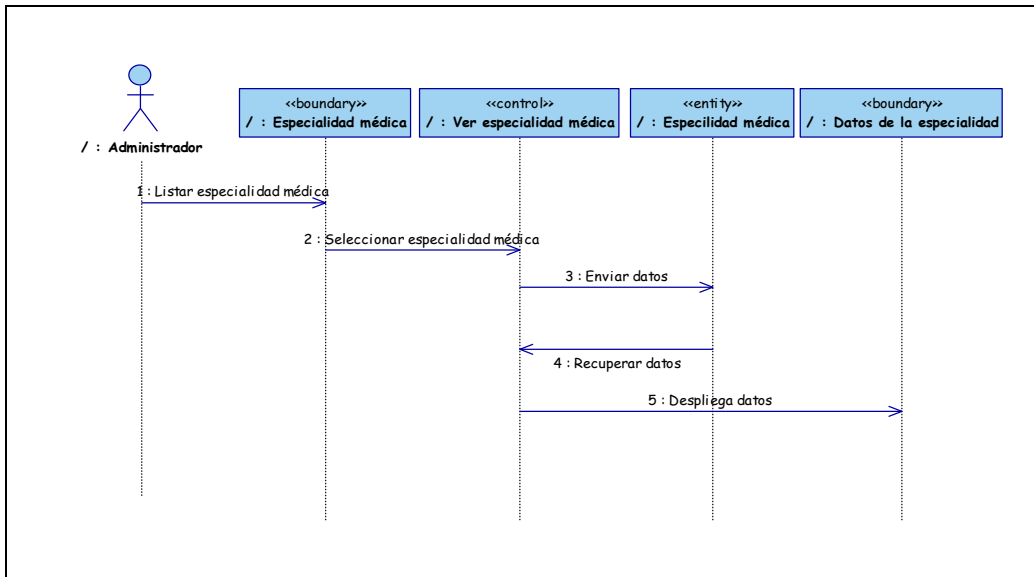 <<boundary>>
/ : Especialidad médica
<<control>>
/ : Ver especialidad médica
<<entity>>
/ : Especilidad médica
<<boundary>>
/ : Datos de la especialidad
/ : Administrador
1 : Listar especialidad médica
2 : Seleccionar especialidad médica
3 : Enviar datos
4 : Recuperar datos
5 : Despliega datos